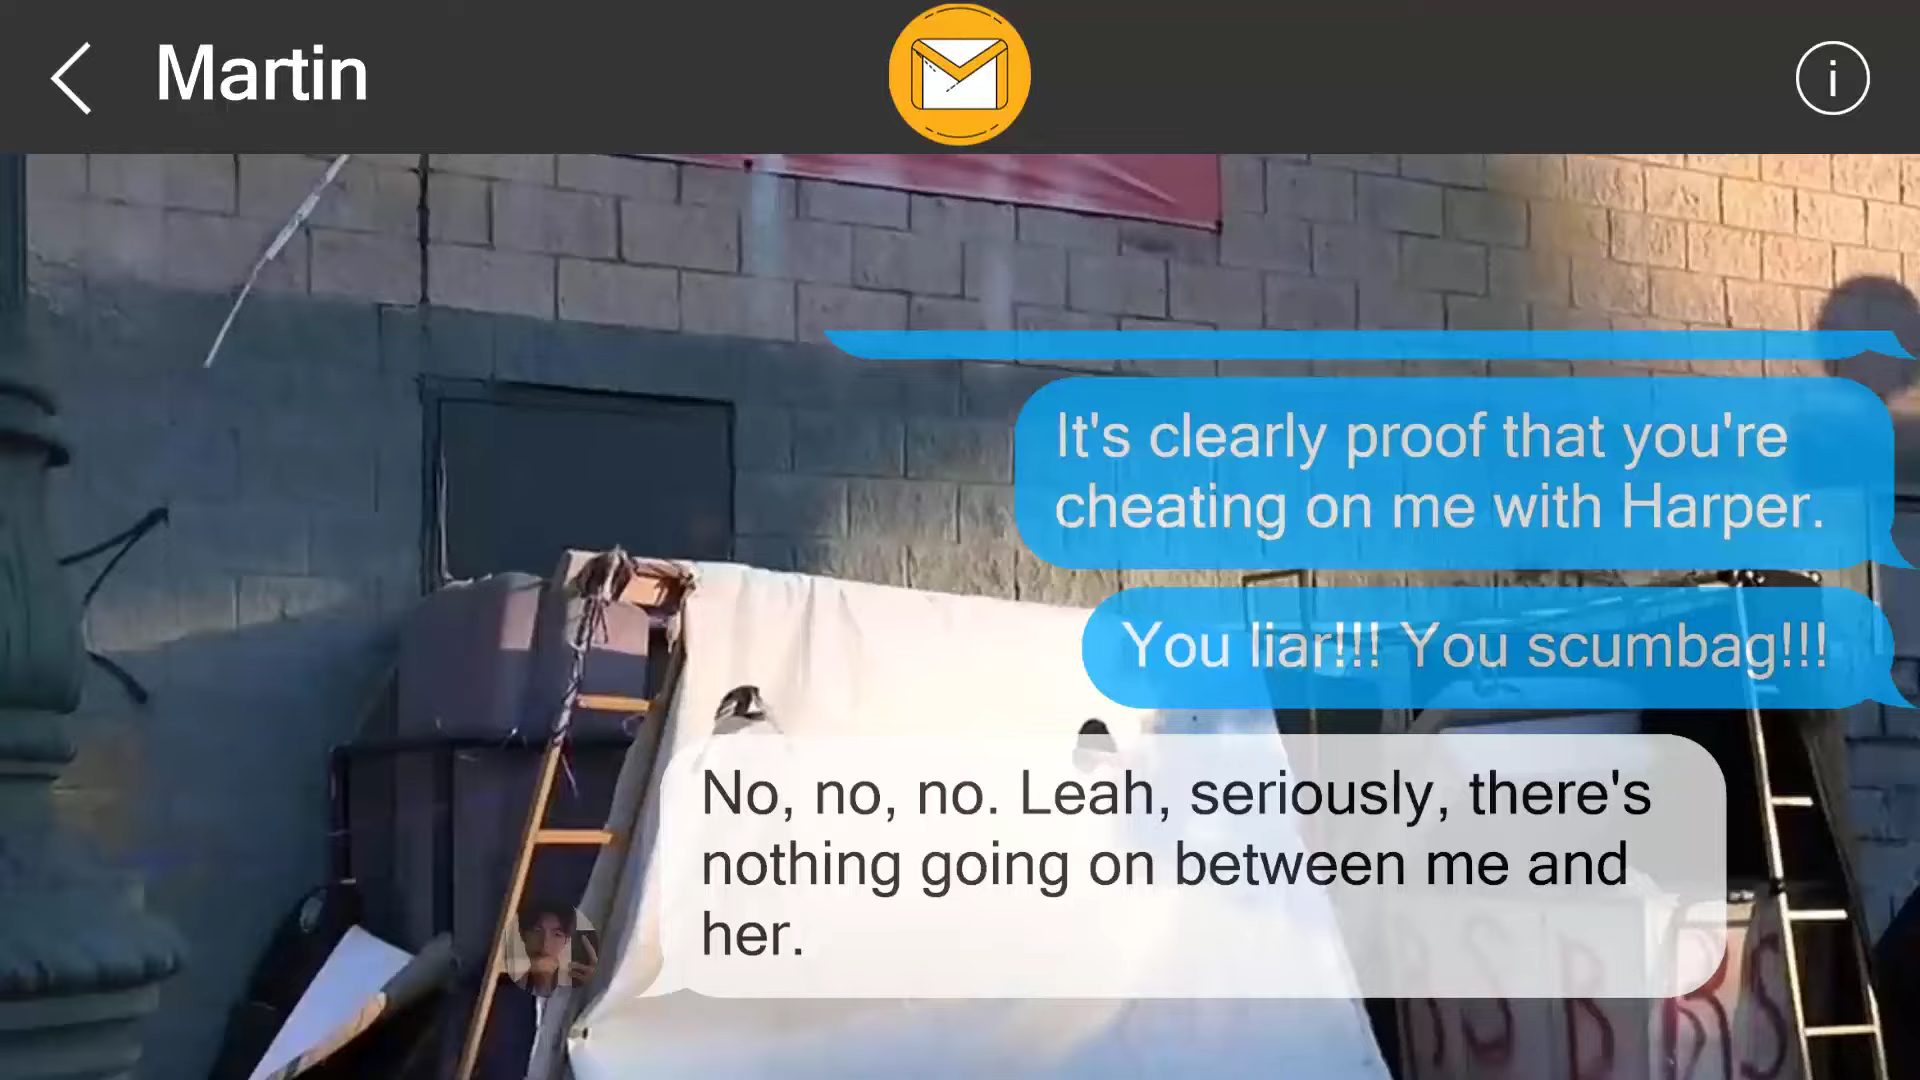 Martin
i
It's clearly proof that you're
cheating on me with Harper.
You liar!!! You scumbag!!!
No, no, no. Leah, seriously, there's
nothing going on between me and
her.